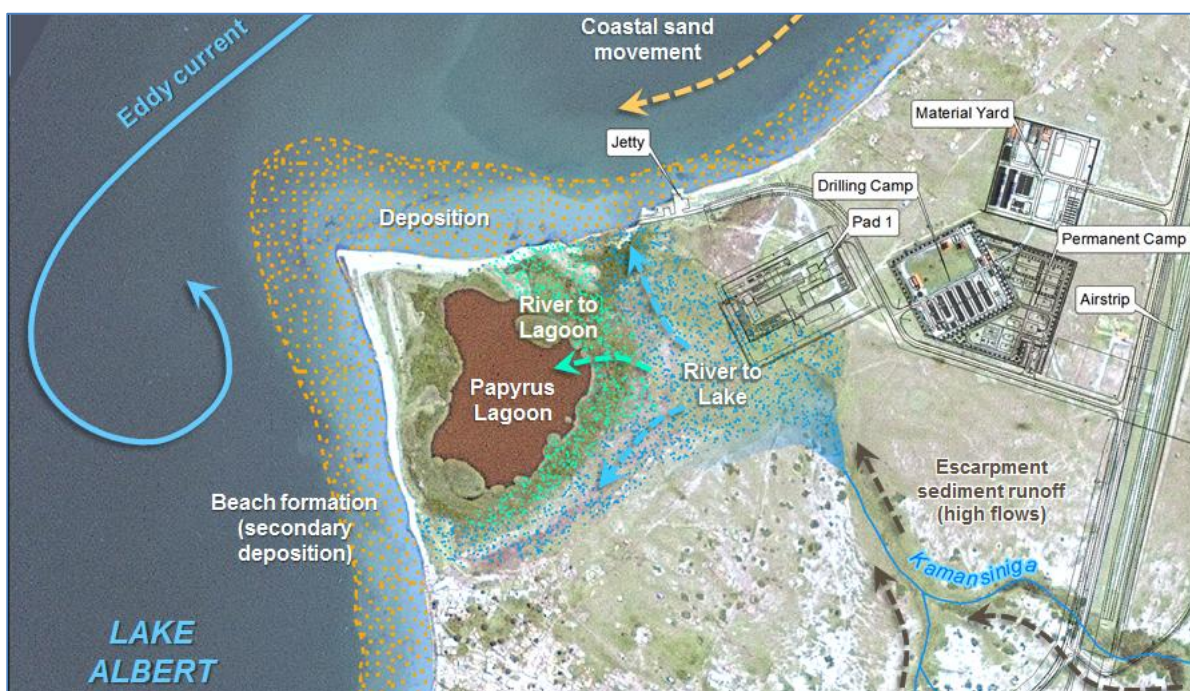 Eddy current
Coastal sand
movement
Material Yard
Jetty
Drilling Camp
Deposition
Pad 1
Permanent Camp
Airstrip
River to
Lagoon
River to
Lake
Papyrus
Lagoon
Escarpment
sediment runoff
(high flows)
Beach formation
(secondary
deposition)
Kamansiniga
LAKE
ALBERT